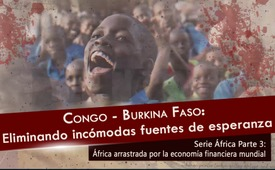 Congo - Burkina Faso:
Eliminando incómodas fuentes de esperanza
Serie África Parte 3:
África arrastrada por la economía financiera mundial